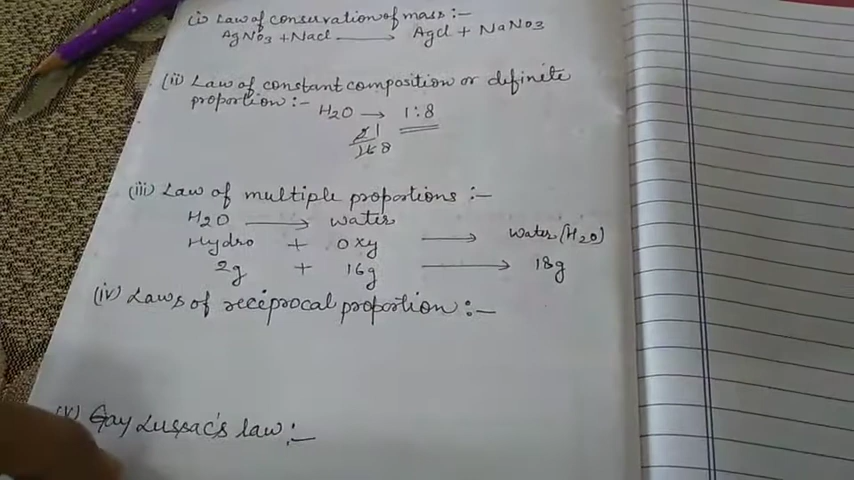 (i) Law of conservation of mass :-
AgNO3 + Nacl → Agcl + NaNO3
(ii) Law of constant composition or definite
proportion :- H2O → 1:8
2 1
16 8
(iii) Law of multiple proportions :-
H2O → water
Hydro + oxy → water (H2O)
2g + 16g → 18g
(iv) Laws of reciprocal proportion :-
(v) Gay Lussac's law :-